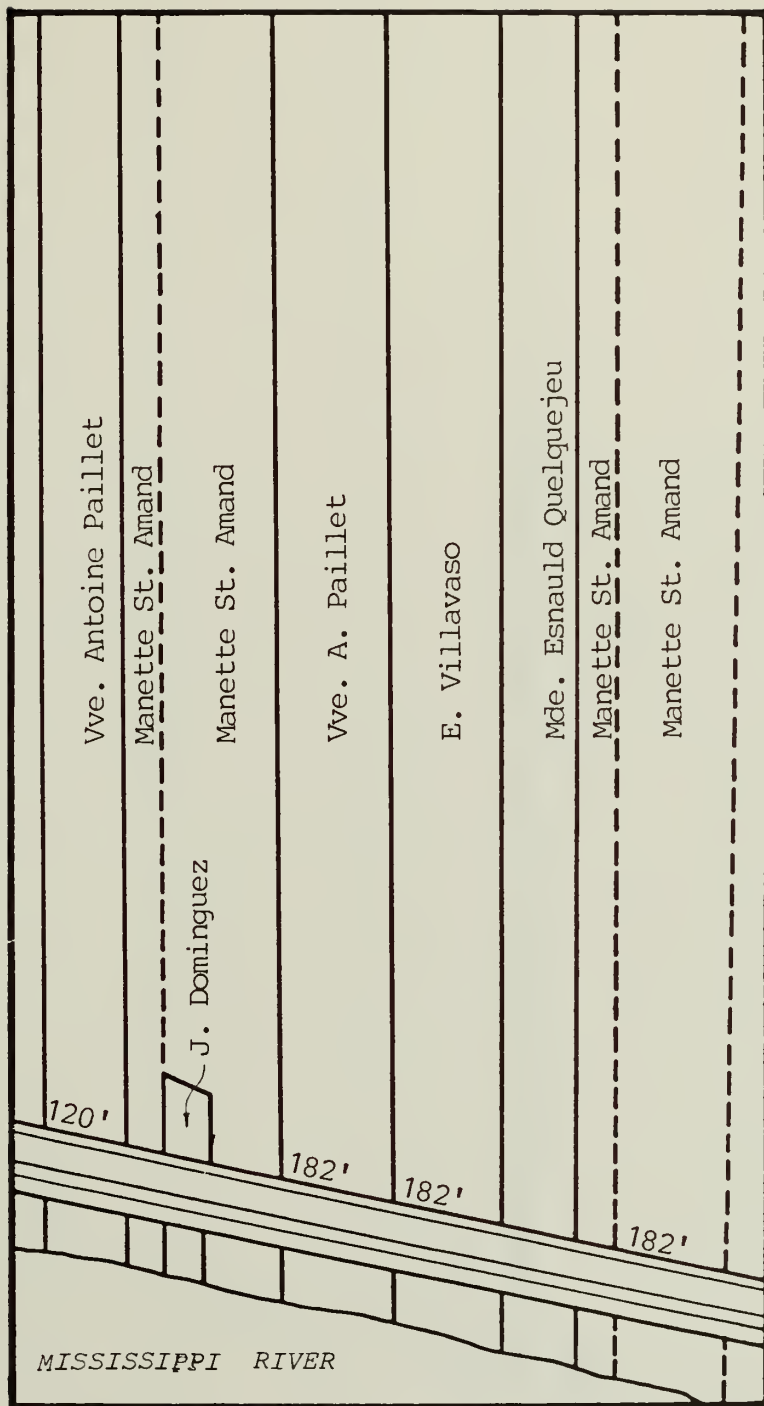 Vve. Antoine Paillet
Manette St. Amand
Manette St. Amand
Vve. A. Paillet
E. Villavaso
Mde. Esnauld Quelquejeu
Manette St. Amand
Manette St. Amand
J. Dominguez
120'
182'
182'
182'
MISSISSIPPI RIVER